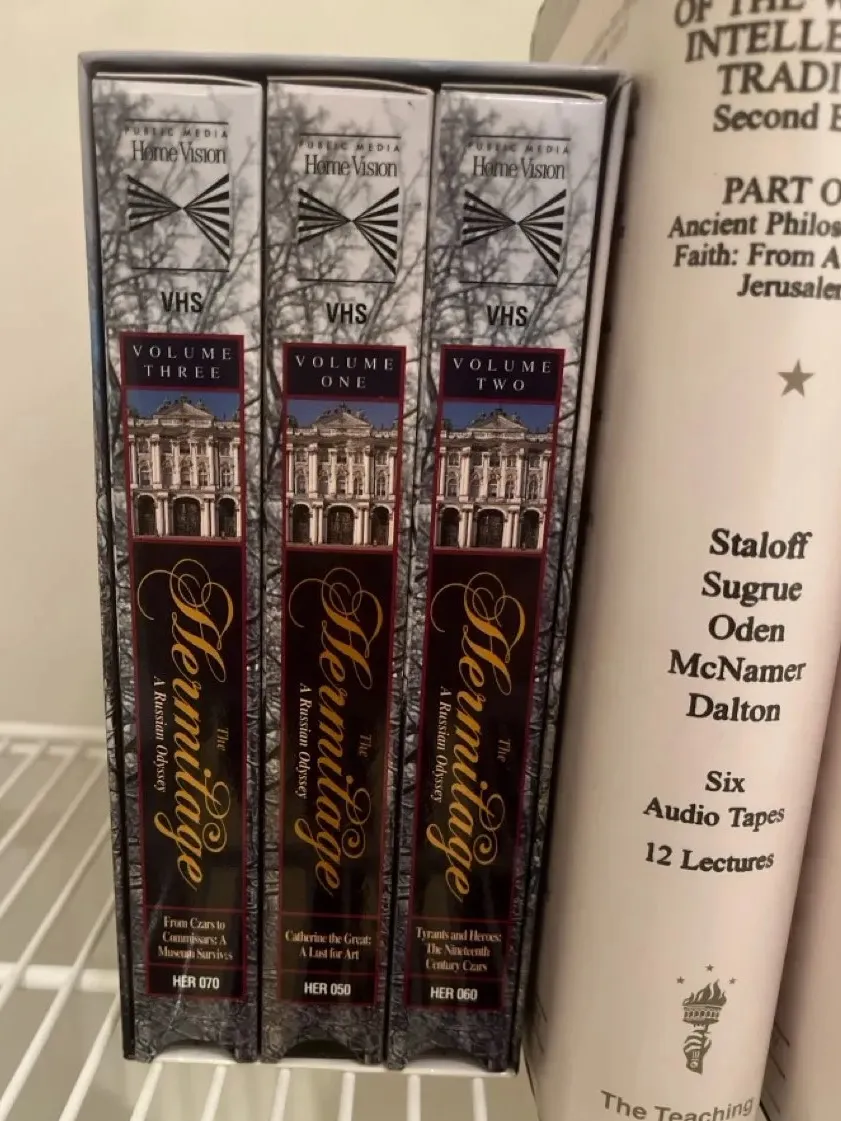 PUBLIC MEDIA
Home Vision
VHS
VOLUME
THREE
The
Hermitage
A Russian Odyssey
From Czars to
Commissars: A
Museum Survives
HER 070
PUBLIC MEDIA
Home Vision
VHS
VOLUME
ONE
The
Hermitage
A Russian Odyssey
Catherine the Great:
A Lust for Art
HER 050
PUBLIC MEDIA
Home Vision
VHS
VOLUME
TWO
The
Hermitage
A Russian Odyssey
Tyrants and Heroes:
The Nineteenth
Century Czars
HER 060
OF THE
INTELLE
TRADI
Second E
PART O
Ancient Philos
Faith: From A
Jerusale
Staloff
Sugrue
Oden
McNamer
Dalton
Six
Audio Tapes
12 Lectures
The Teaching